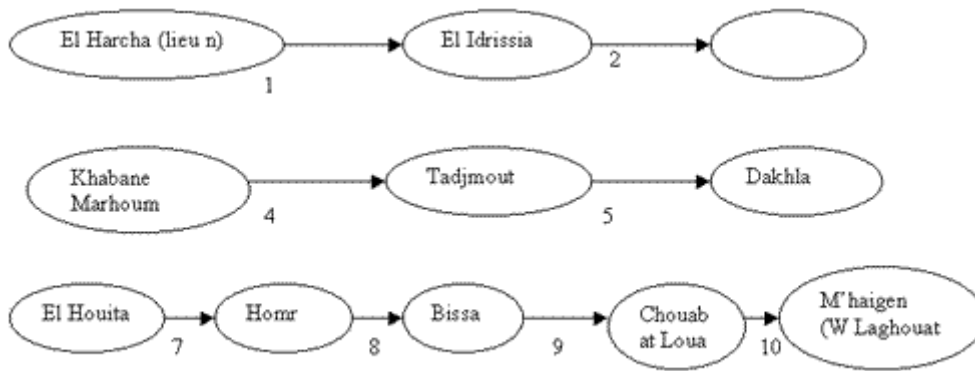 El Harcha (lieu n)
El Idrissia
1
2
Khabane
Marhoum
Tadjmout
Dakhla
4
5
El Houita
Homr
Bissa
Chouab
at Loua
M'haigen
(W Laghouat
7
8
9
10